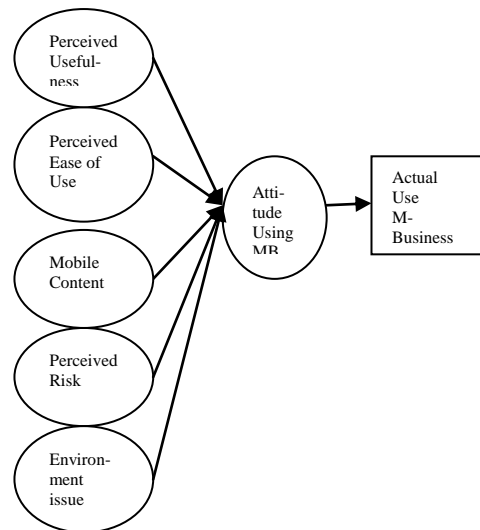 Perceived
Useful-
ness
Perceived
Ease of
Use
Mobile
Content
Perceived
Risk
Environ-
ment
issue
Atti-
tude
Using
MB
Actual
Use
M-
Business